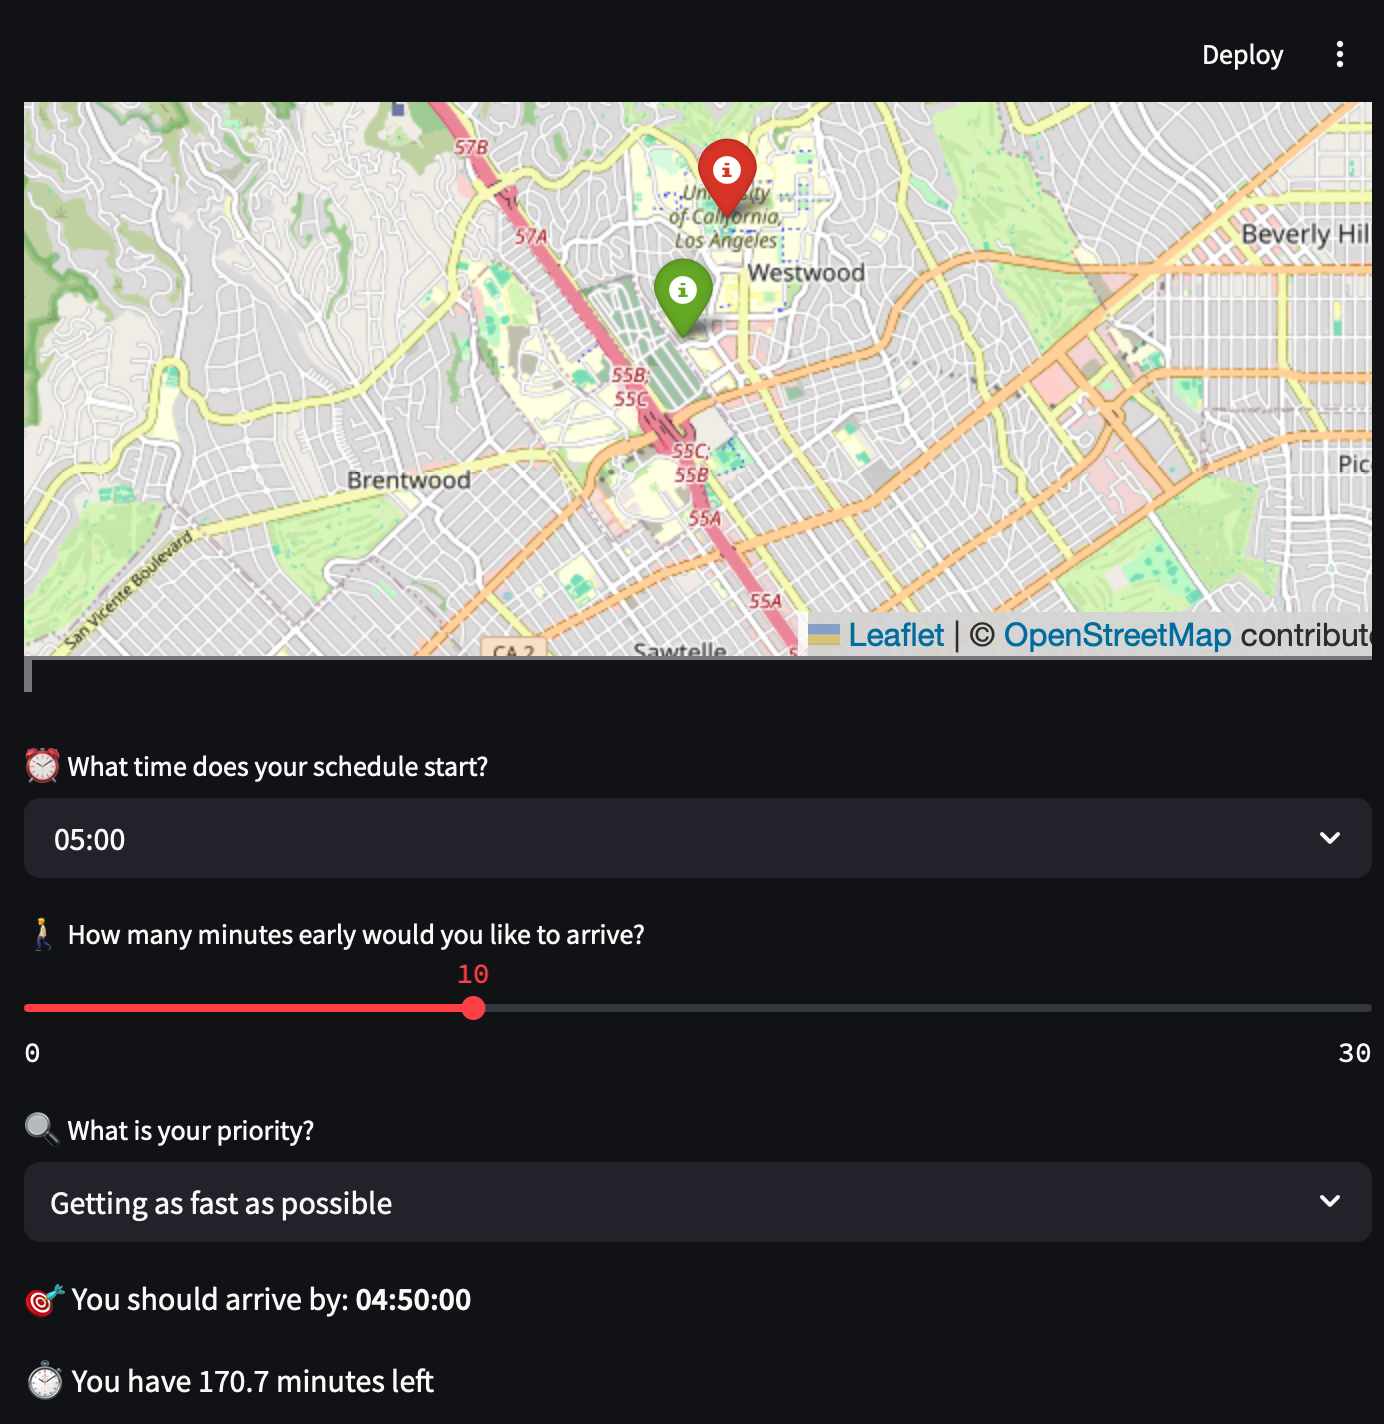 Deploy
57B
57A
University
of California,
Los Angeles
Westwood
Beverly Hil
55B;
55C
55C;
55B
Brentwood
Pic
55A
San Vicente Boulevard
55A
CA 2
Sawtelle
Leaflet | © OpenStreetMap contribut
What time does your schedule start?
05:00
How many minutes early would you like to arrive?
10
0
30
What is your priority?
Getting as fast as possible
You should arrive by: 04:50:00
You have 170.7 minutes left